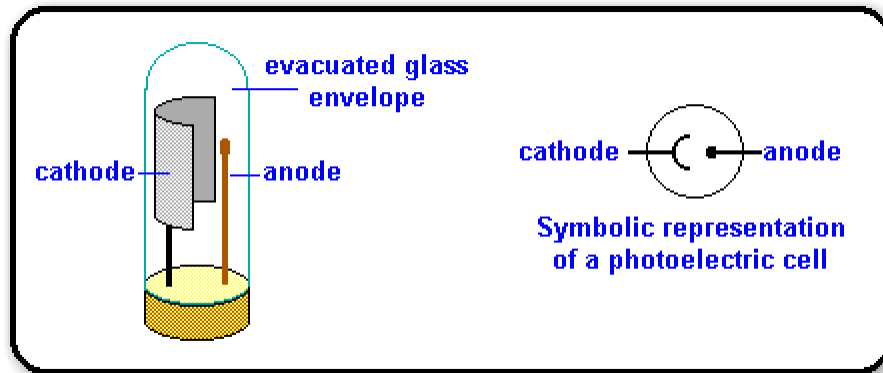 evacuated glass
envelope
cathode
anode
cathode
anode
Symbolic representation
of a photoelectric cell